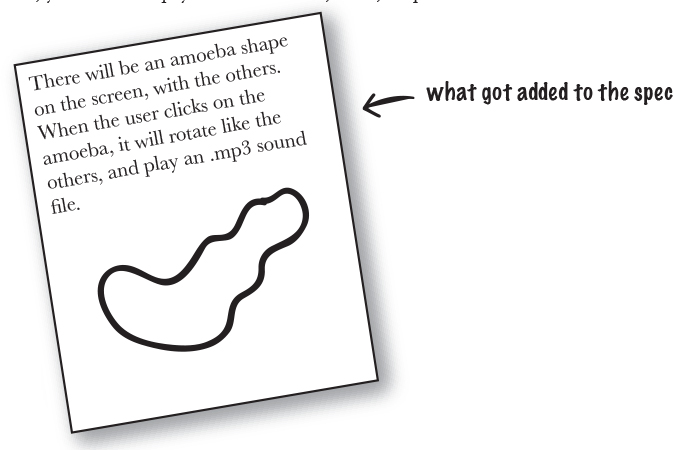 There will be an amoeba shape
on the screen, with the others.
When the user clicks on the
amoeba, it will rotate like the
others, and play an .mp3 sound
file.
what got added to the spec